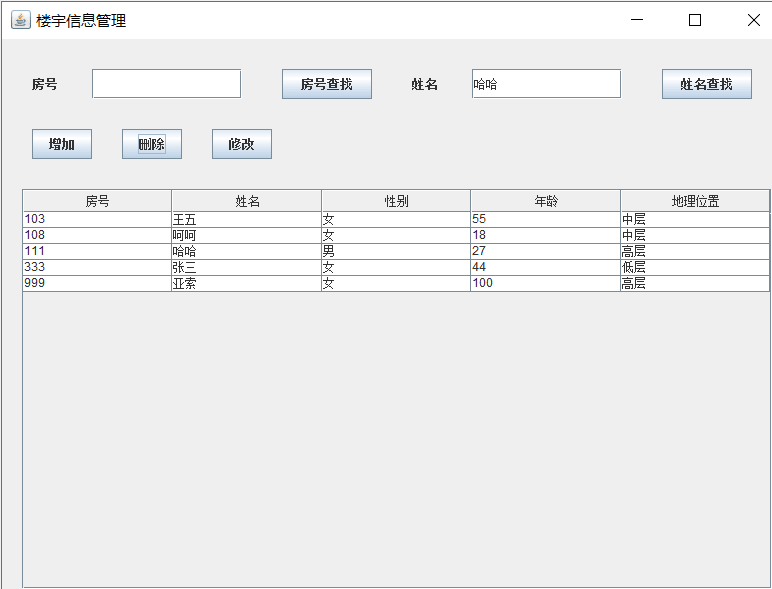 楼宇信息管理
房号 房号查找 姓名 哈哈 姓名查找
增加 删除 修改
房号 姓名 性别 年龄 地理位置
103 王五 女 55 中层
108 呵呵 女 18 中层
111 哈哈 男 27 高层
333 张三 女 44 低层
999 亚索 女 100 高层